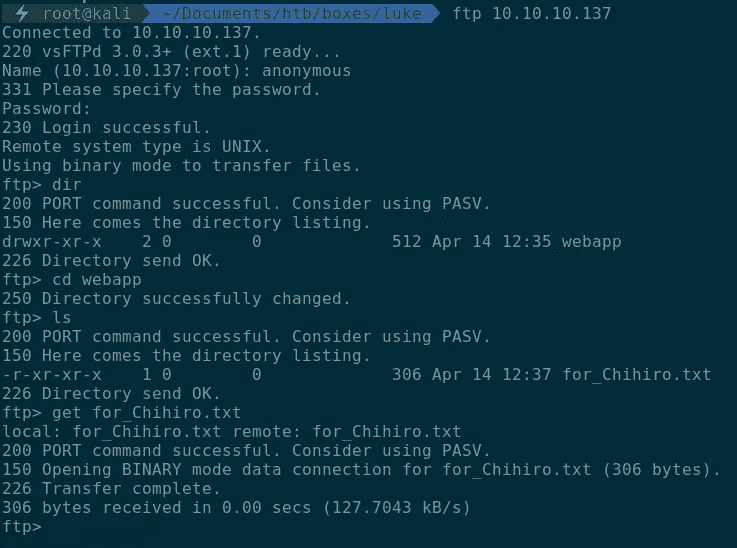 root@kali ~/Documents/htb/boxes/luke ftp 10.10.10.137
Connected to 10.10.10.137.
220 vsFTPd 3.0.3+ (ext.1) ready...
Name (10.10.10.137:root): anonymous
331 Please specify the password.
Password:
230 Login successful.
Remote system type is UNIX.
Using binary mode to transfer files.
ftp> dir
200 PORT command successful. Consider using PASV.
150 Here comes the directory listing.
drwxr-xr-x    2 0        0             512 Apr 14 12:35 webapp
226 Directory send OK.
ftp> cd webapp
250 Directory successfully changed.
ftp> ls
200 PORT command successful. Consider using PASV.
150 Here comes the directory listing.
-r-xr-xr-x    1 0        0             306 Apr 14 12:37 for_Chihiro.txt
226 Directory send OK.
ftp> get for_Chihiro.txt
local: for_Chihiro.txt remote: for_Chihiro.txt
200 PORT command successful. Consider using PASV.
150 Opening BINARY mode data connection for for_Chihiro.txt (306 bytes).
226 Transfer complete.
306 bytes received in 0.00 secs (127.7043 kB/s)
ftp>